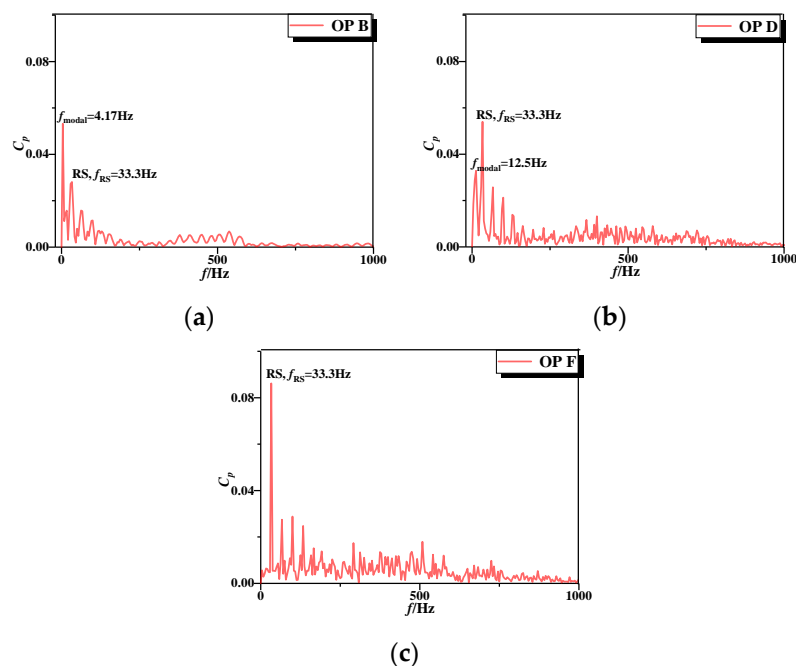 OP B
0.08
C_p
f_modal=4.17Hz
0.04
RS, f_RS=33.3Hz
0.00
0
500
1000
f/Hz
(a)
OP D
0.08
C_p
RS, f_RS=33.3Hz
0.04
f_modal=12.5Hz
0.00
0
500
1000
f/Hz
(b)
OP F
RS, f_RS=33.3Hz
0.08
C_p
0.04
0.00
0
500
1000
f/Hz
(c)